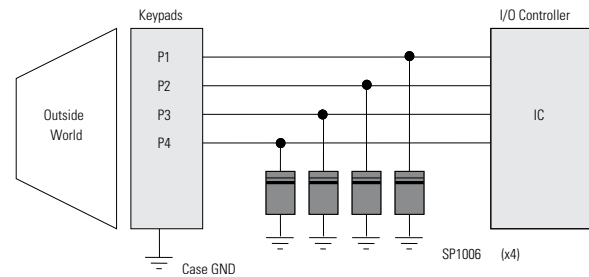 Keypads
I/O Controller
P1
P2
P3
P4
Outside
World
IC
SP1006 (x4)
Case GND